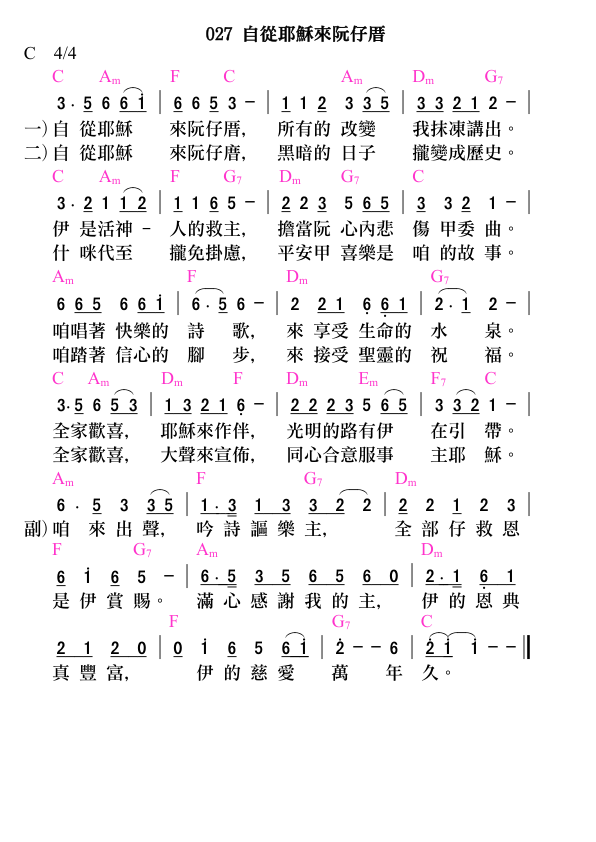 027 自從耶穌來阮仔厝
C 4/4
C Am F C Am Dm G7
3· 5 6 6 1 | 6 6 5 3 － | 1 1 2 3 3 5 | 3 3 2 1 2 － |
一)自 從耶穌 來阮仔厝, 所有的 改變 我抹凍講出。
二)自 從耶穌 來阮仔厝, 黑暗的 日子 攏變成歷史。
C Am F G7 Dm G7 C
3· 2 1 1 2 | 1 1 6 5 － | 2 2 3 5 6 5 | 3 3 2 1 － |
伊 是活神 － 人的救主, 擔當阮 心內悲 傷 甲委 曲。
什 咪代至 攏免掛慮, 平安甲 喜樂是 咱 的故 事。
Am F Dm G7
6 6 5 6 6 1 | 6· 5 6 － | 2 2 1 6 6 1 | 2· 1 2 － |
咱唱著 快樂的 詩 歌, 來 享受 生命的 水 泉。
咱踏著 信心的 腳 步, 來 接受 聖靈的 祝 福。
C Am Dm F Dm Em F7 C
3· 5 6 5 3 | 1 3 2 1 6 － | 2 2 2 3 5 6 5 | 3 3 2 1 － |
全家歡喜, 耶穌來作伴, 光明的路有伊 在引 帶。
全家歡喜, 大聲來宣佈, 同心合意服事 主耶 穌。
Am F G7 Dm
6· 5 3 3 5 | 1· 3 1 3 3 2 2 | 2 2 1 2 3 |
副)咱 來 出 聲, 吟 詩 謳 樂 主, 全 部 仔 救 恩
F G7 Am Dm
6 1 6 5 － | 6· 5 3 5 6 5 6 0 | 2· 1 6 1
是 伊 賞 賜。 滿 心 感 謝 我 的 主, 伊 的 恩 典
F G7 C
2 1 2 0 | 0 1 6 5 6 1 | 2 － － 6 | 2 1 1 － － ‖
真 豐 富, 伊 的 慈 愛 萬 年 久。